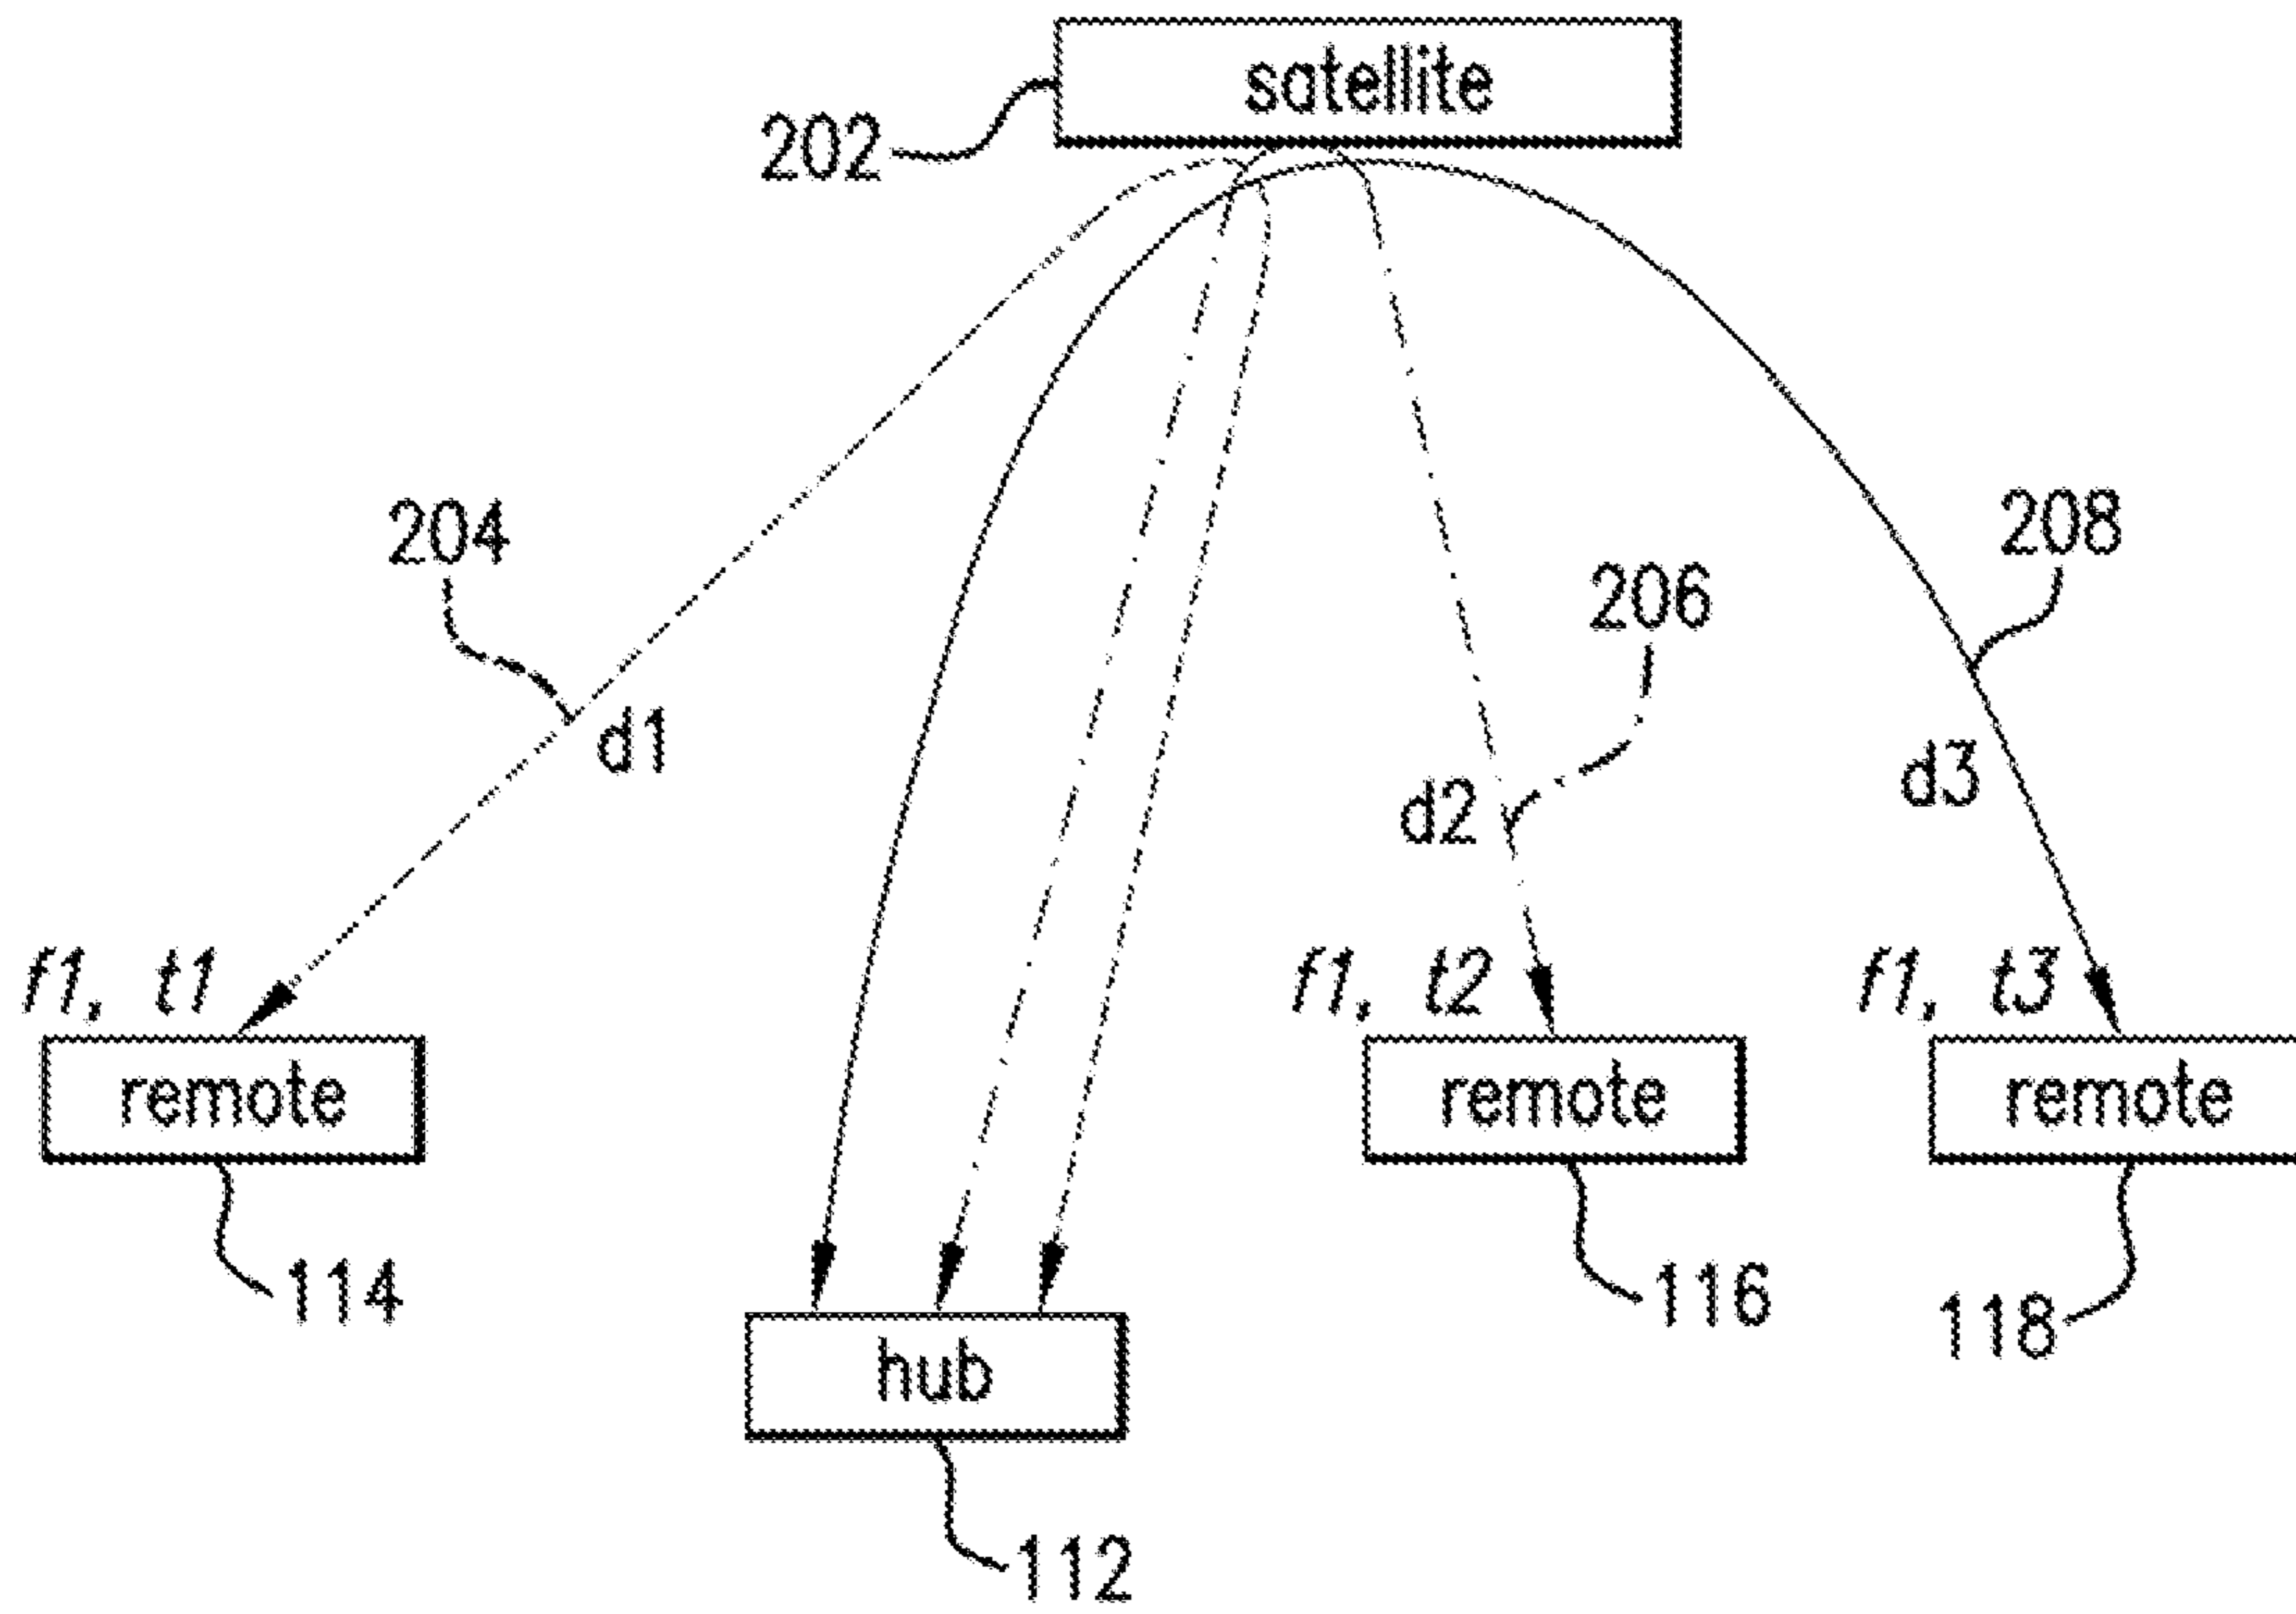 satellite
202
204
208
206
d1
d3
d2
f1, t1
f1, t2
f1, t3
remote
remote
remote
114
116
118
hub
112